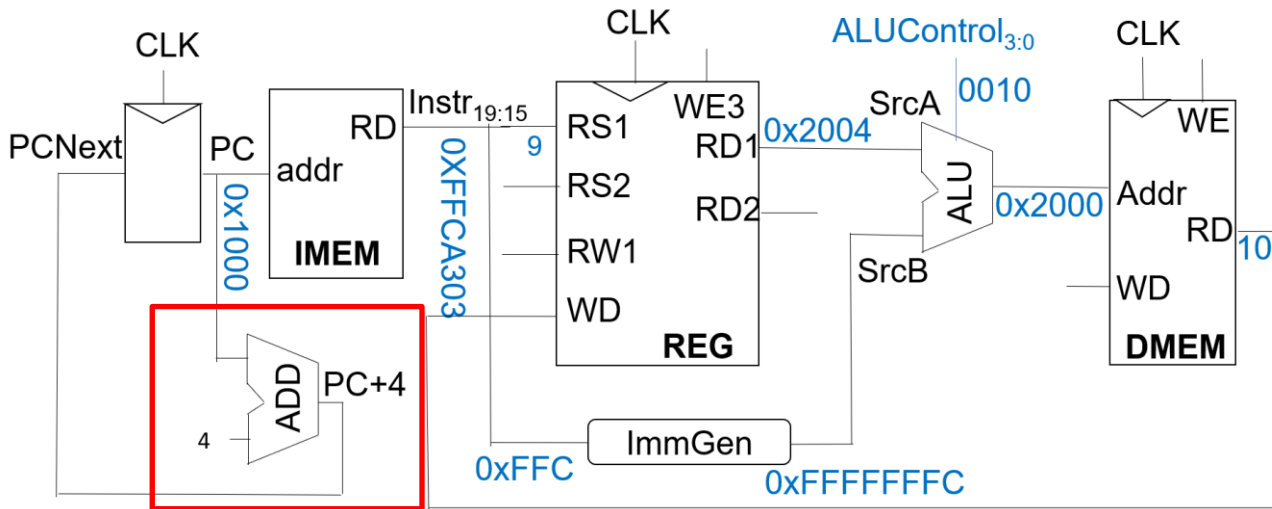 CLK
CLK
ALUControl3:0
CLK
PCNext
PC
RD
addr
IMEM
Instr19:15
9
RS1
RS2
RW1
WD
WE3
RD1
RD2
REG
0x2004
SrcA
0010
ALU
SrcB
0x2000
WE
Addr
RD
WD
DMEM
10
0x1000
0XFFCA303
ADD
PC+4
4
ImmGen
0xFFC
0xFFFFFFFC